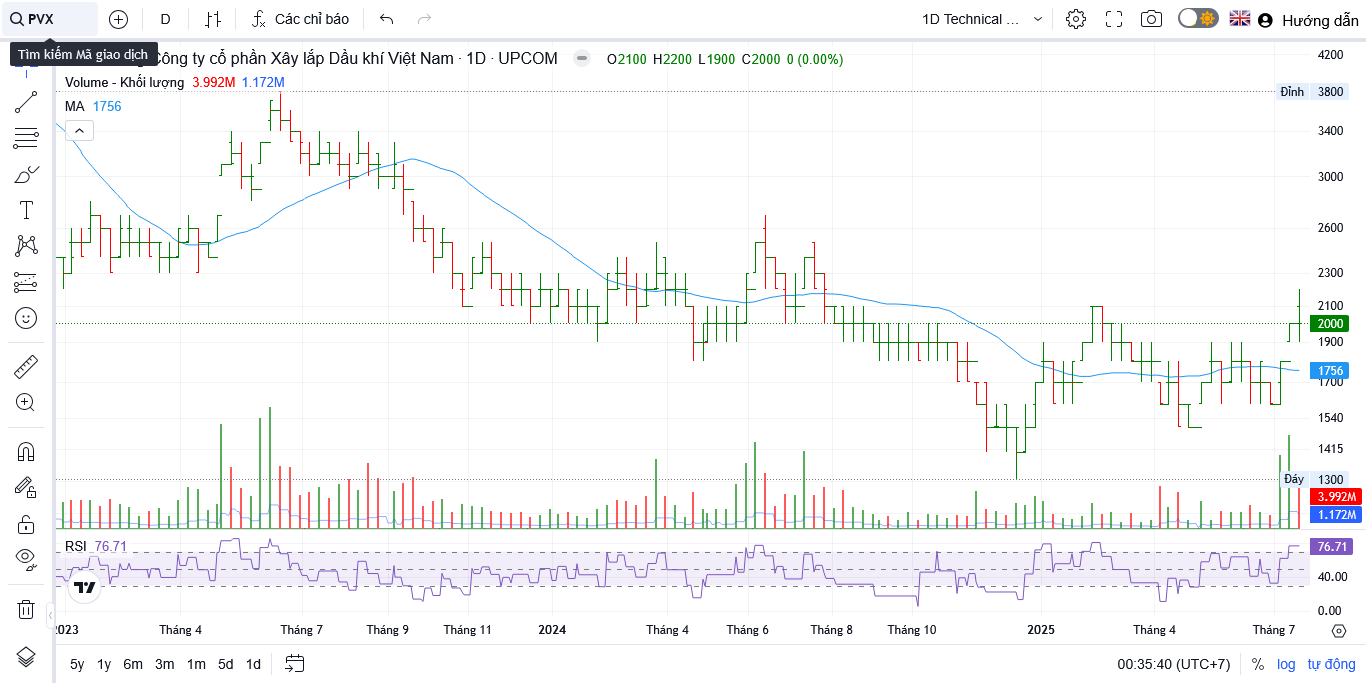 PVX
D
Các chỉ báo
1D Technical ...
Hướng dẫn
Tìm kiếm Mã giao dịch
Công ty cổ phần Xây lắp Dầu khí Việt Nam · 1D · UPCOM
O2100 H2200 L1900 C2000 0 (0.00%)
Volume - Khối lượng 3.992M 1.172M
MA 1756
4200
Đỉnh 3800
3400
3000
2600
2300
2100
2000
1900
1756
1700
1540
1415
Đáy 1300
3.992M
1.172M
RSI 76.71
76.71
40.00
0.00
2023 Tháng 4 Tháng 7 Tháng 9 Tháng 11 2024 Tháng 4 Tháng 6 Tháng 8 Tháng 10 2025 Tháng 4 Tháng 7
5y 1y 6m 3m 1m 5d 1d
00:35:40 (UTC+7) % log tự động